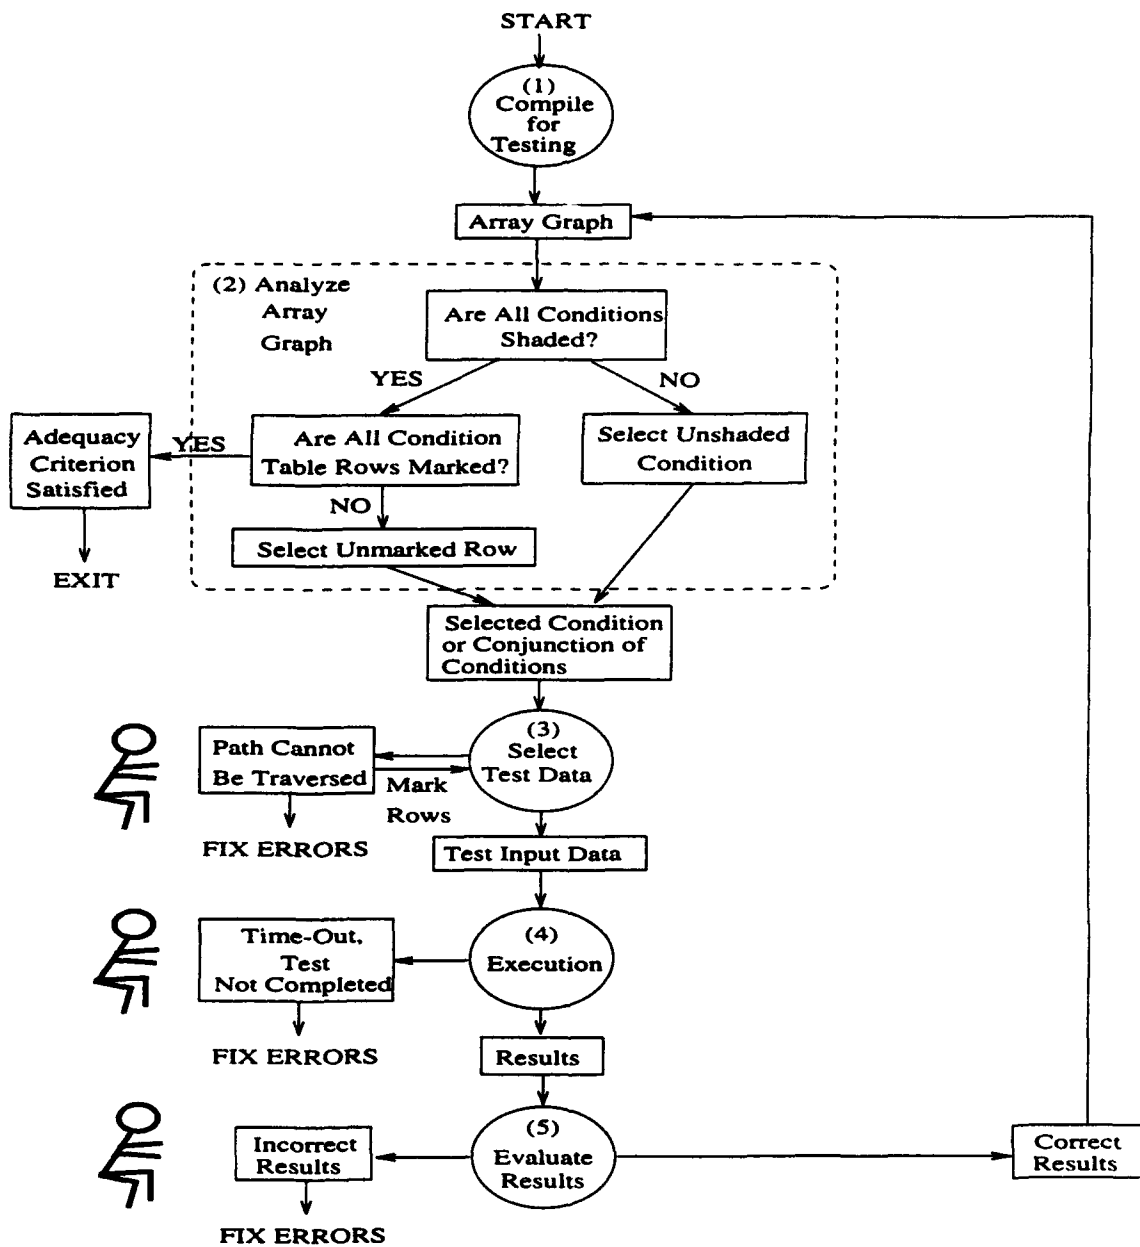 START
(1)
Compile
for
Testing
Array Graph
(2) Analyze
Array
Graph
Are All Conditions
Shaded?
YES
NO
Adequacy
Criterion
Satisfied
YES
Are All Condition
Table Rows Marked?
Select Unshaded
Condition
NO
Select Unmarked Row
EXIT
Selected Condition
or Conjunction of
Conditions
(3)
Select
Test Data
Path Cannot
Be Traversed
Mark
Rows
FIX ERRORS
Test Input Data
(4)
Execution
Time-Out,
Test
Not Completed
FIX ERRORS
Results
(5)
Evaluate
Results
Incorrect
Results
Correct
Results
FIX ERRORS